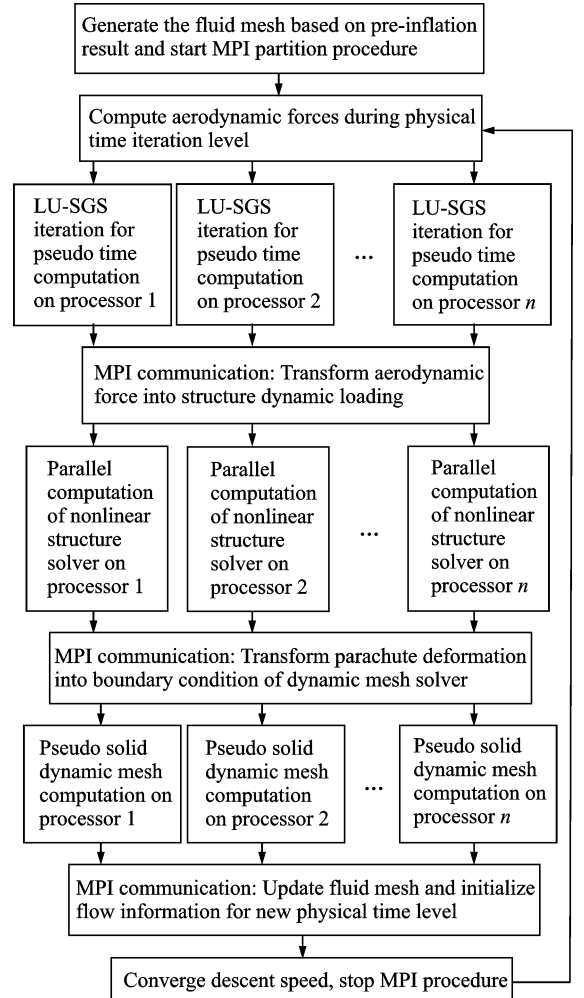 Generate the fluid mesh based on pre-inflation
result and start MPI partition procedure
Compute aerodynamic forces during physical
time iteration level
LU-SGS
iteration for
pseudo time
computation
on processor 1
LU-SGS
iteration for
pseudo time
computation
on processor 2
...
LU-SGS
iteration for
pseudo time
computation
on processor n
MPI communication: Transform aerodynamic
force into structure dynamic loading
Parallel
computation
of nonlinear
structure
solver on
processor 1
Parallel
computation
of nonlinear
structure
solver on
processor 2
...
Parallel
computation
of nonlinear
structure
solver on
processor n
MPI communication: Transform parachute deformation
into boundary condition of dynamic mesh solver
Pseudo solid
dynamic mesh
computation on
processor 1
Pseudo solid
dynamic mesh
computation on
processor 2
...
Pseudo solid
dynamic mesh
computation on
processor n
MPI communication: Update fluid mesh and initialize
flow information for new physical time level
Converge descent speed, stop MPI procedure